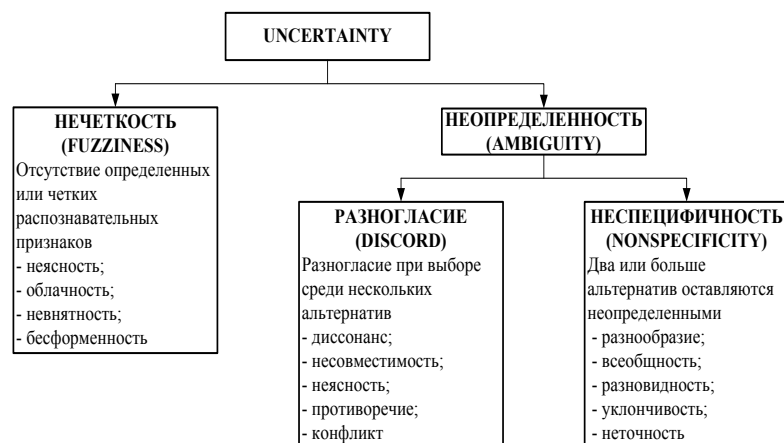 UNCERTAINTY
НЕЧЕТКОСТЬ
(FUZZINESS)
Отсутствие определенных
или четких
распознавательных
признаков
- неясность;
- облачность;
- невнятность;
- бесформенность
НЕОПРЕДЕЛЕННОСТЬ
(AMBIGUITY)
РАЗНОГЛАСИЕ
(DISCORD)
Разногласие при выборе
среди нескольких
альтернатив
- диссонанс;
- несовместимость;
- неясность;
- противоречие;
- конфликт
НЕСПЕЦИФИЧНОСТЬ
(NONSPECIFICITY)
Два или больше
альтернатив оставляются
неопределенными
- разнообразие;
- всеобщность;
- разновидность;
- уклончивость;
- неточность